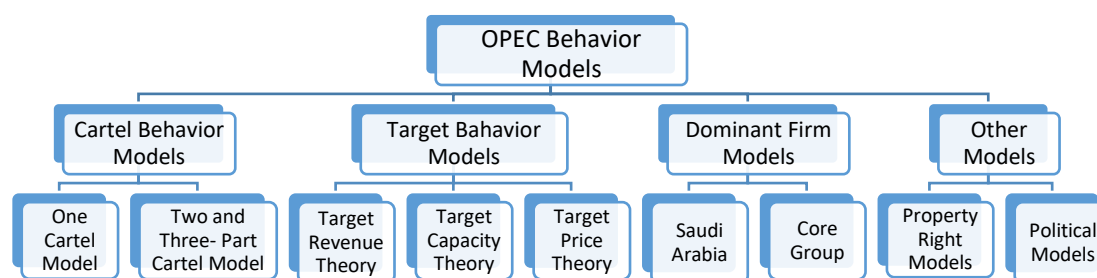 OPEC Behavior
Models
Cartel Behavior
Models
Target Bahavior
Models
Dominant Firm
Models
Other
Models
One
Cartel
Model
Two and
Three- Part
Cartel Model
Target
Revenue
Theory
Target
Capacity
Theory
Target
Price
Theory
Saudi
Arabia
Core
Group
Property
Right
Models
Political
Models